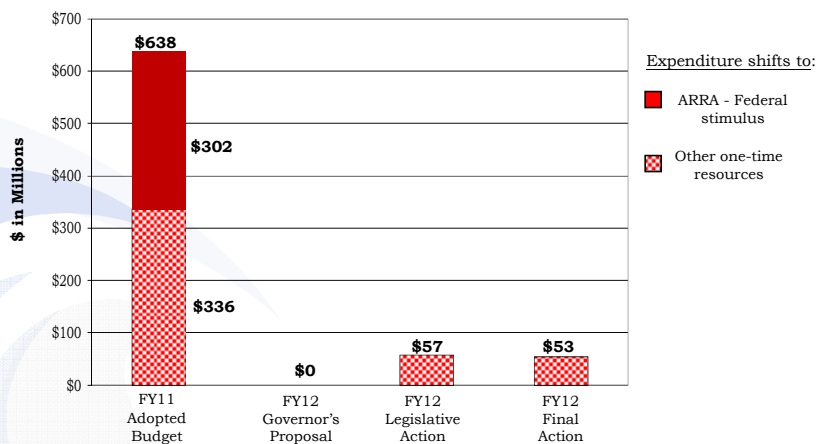 $700
$600
$500
$400
$300
$200
$100
$0
$ in Millions
$638
$302
$336
$0
$57
$53
FY11
Adopted
Budget
FY12
Governor's
Proposal
FY12
Legislative
Action
FY12
Final
Action
Expenditure shifts to:
ARRA - Federal
stimulus
Other one-time
resources